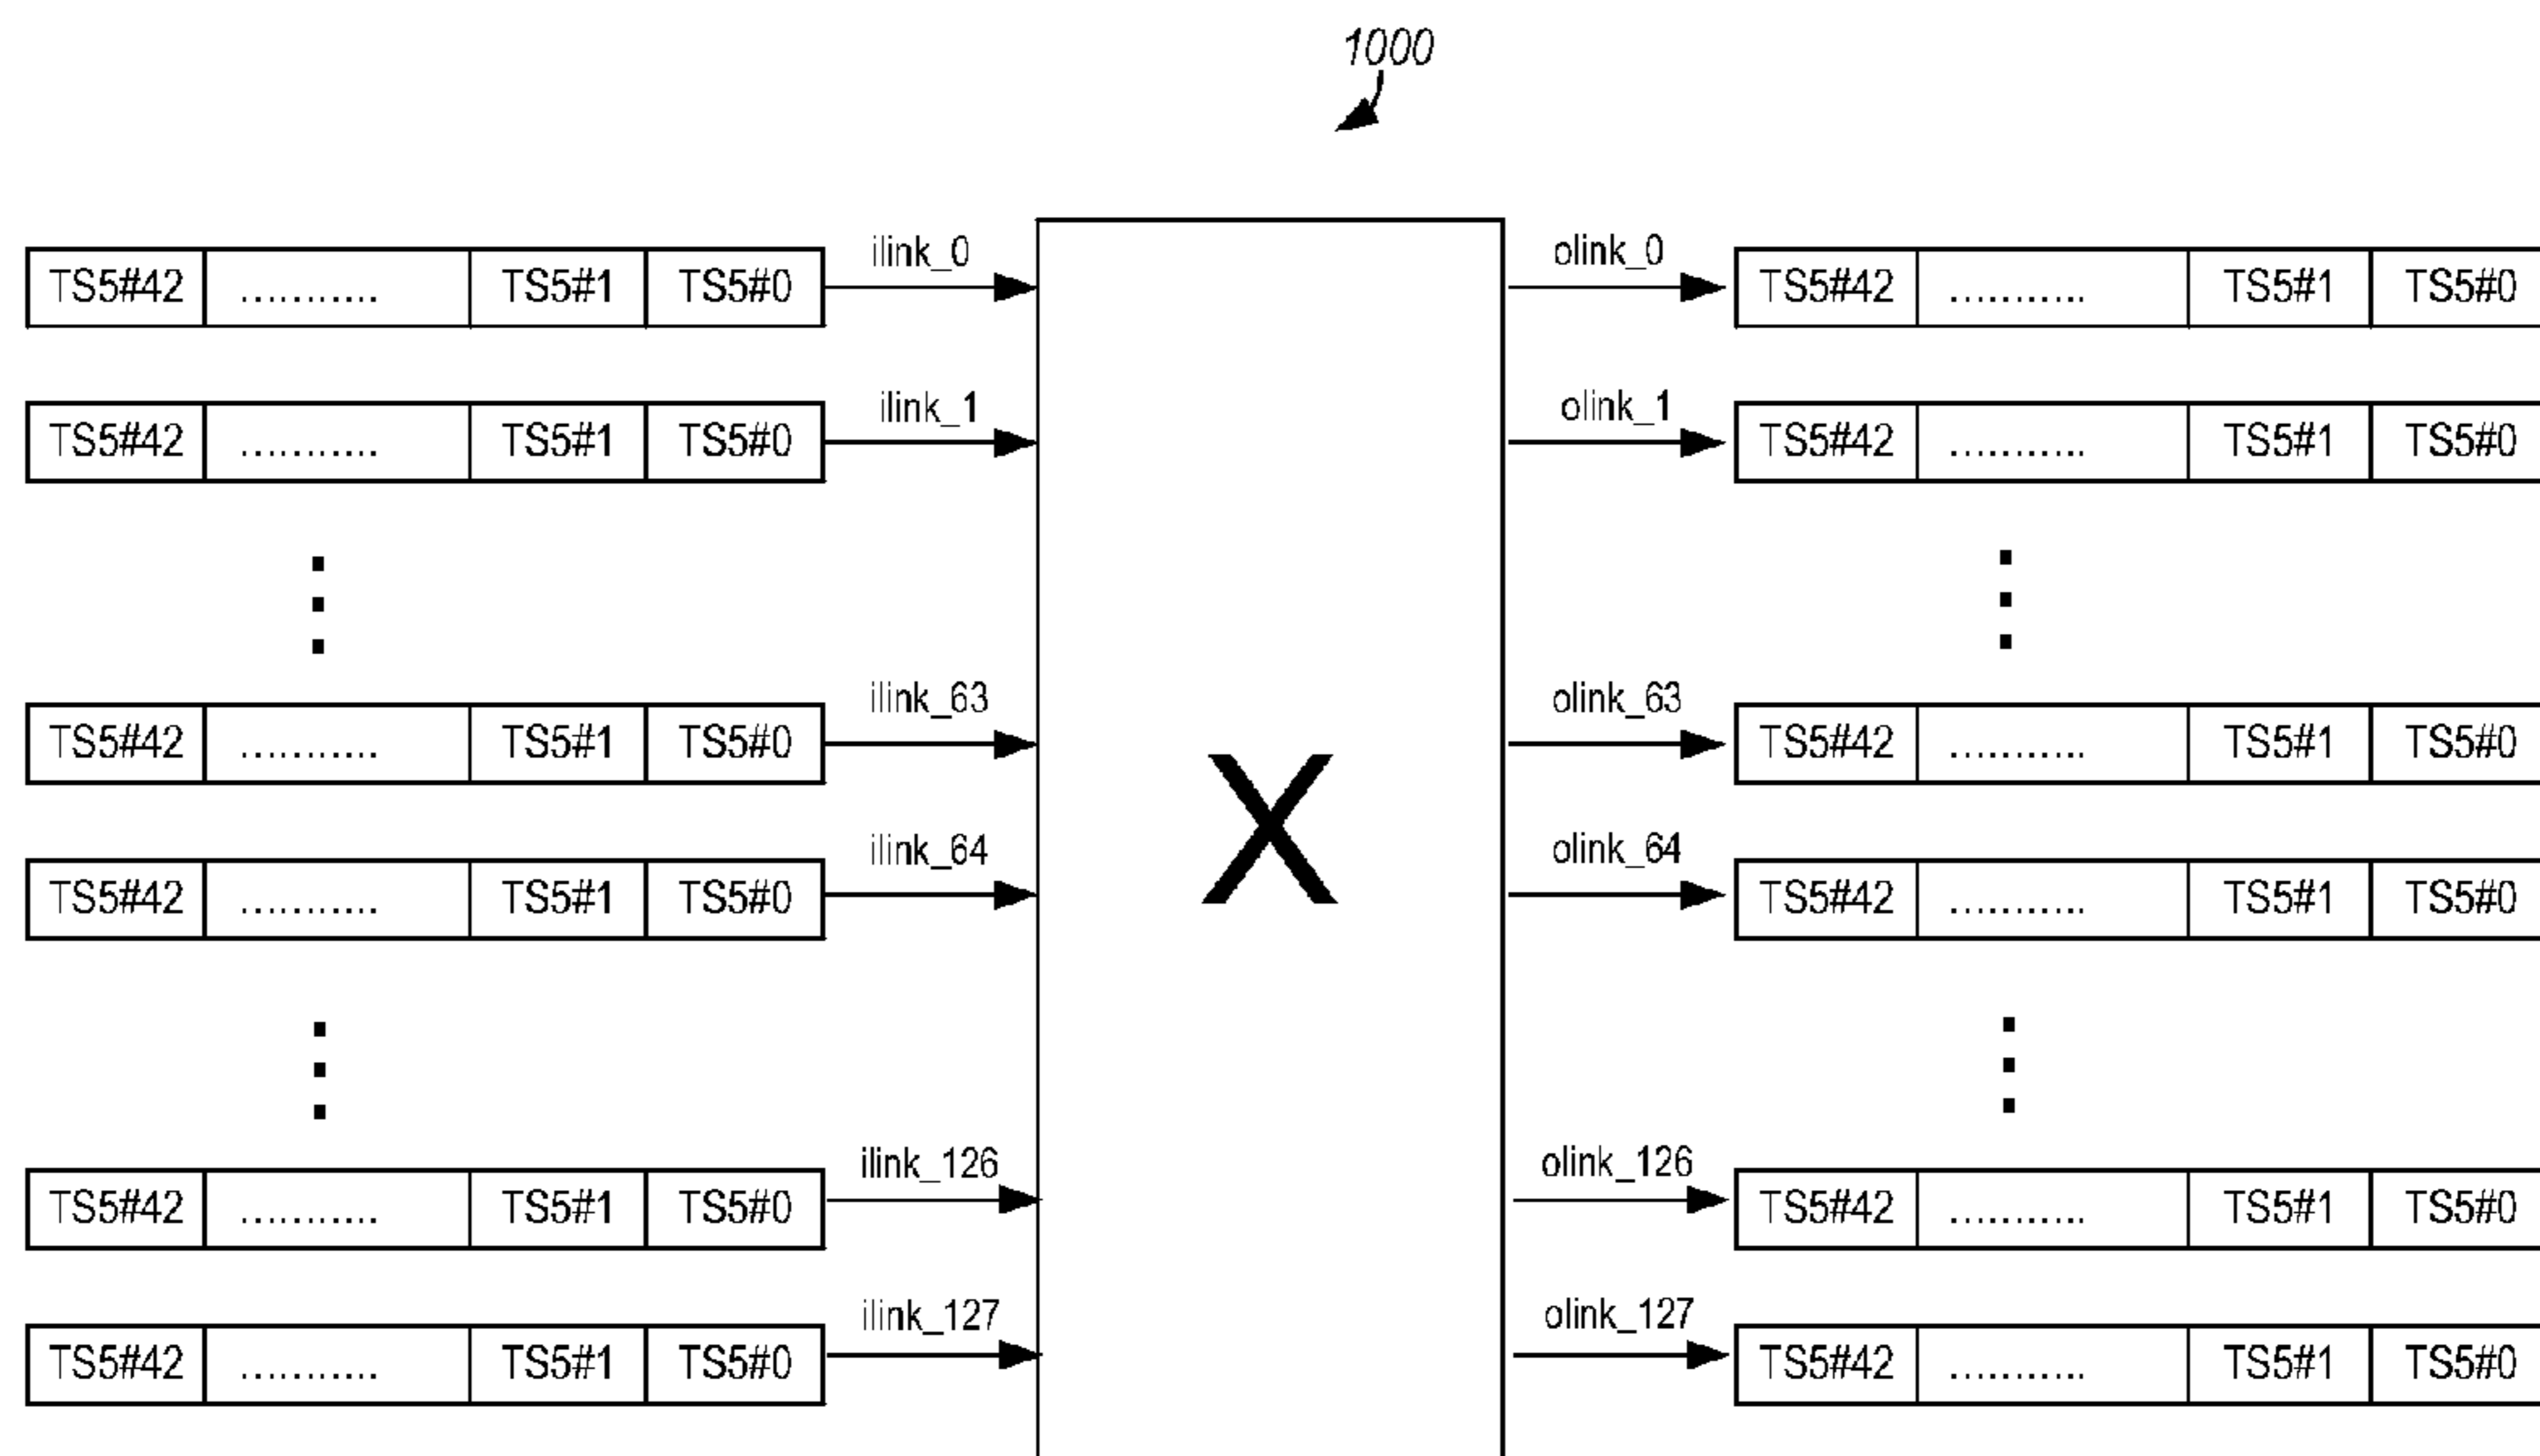 1000
ilink_0 olink_0
TS5#42 ........... TS5#1 TS5#0 TS5#42 ........... TS5#1 TS5#0
ilink_1 olink_1
TS5#42 ........... TS5#1 TS5#0 TS5#42 ........... TS5#1 TS5#0
ilink_63 olink_63
TS5#42 ........... TS5#1 TS5#0 TS5#42 ........... TS5#1 TS5#0
X
ilink_64 olink_64
TS5#42 ........... TS5#1 TS5#0 TS5#42 ........... TS5#1 TS5#0
ilink_126 olink_126
TS5#42 ........... TS5#1 TS5#0 TS5#42 ........... TS5#1 TS5#0
ilink_127 olink_127
TS5#42 ........... TS5#1 TS5#0 TS5#42 ........... TS5#1 TS5#0